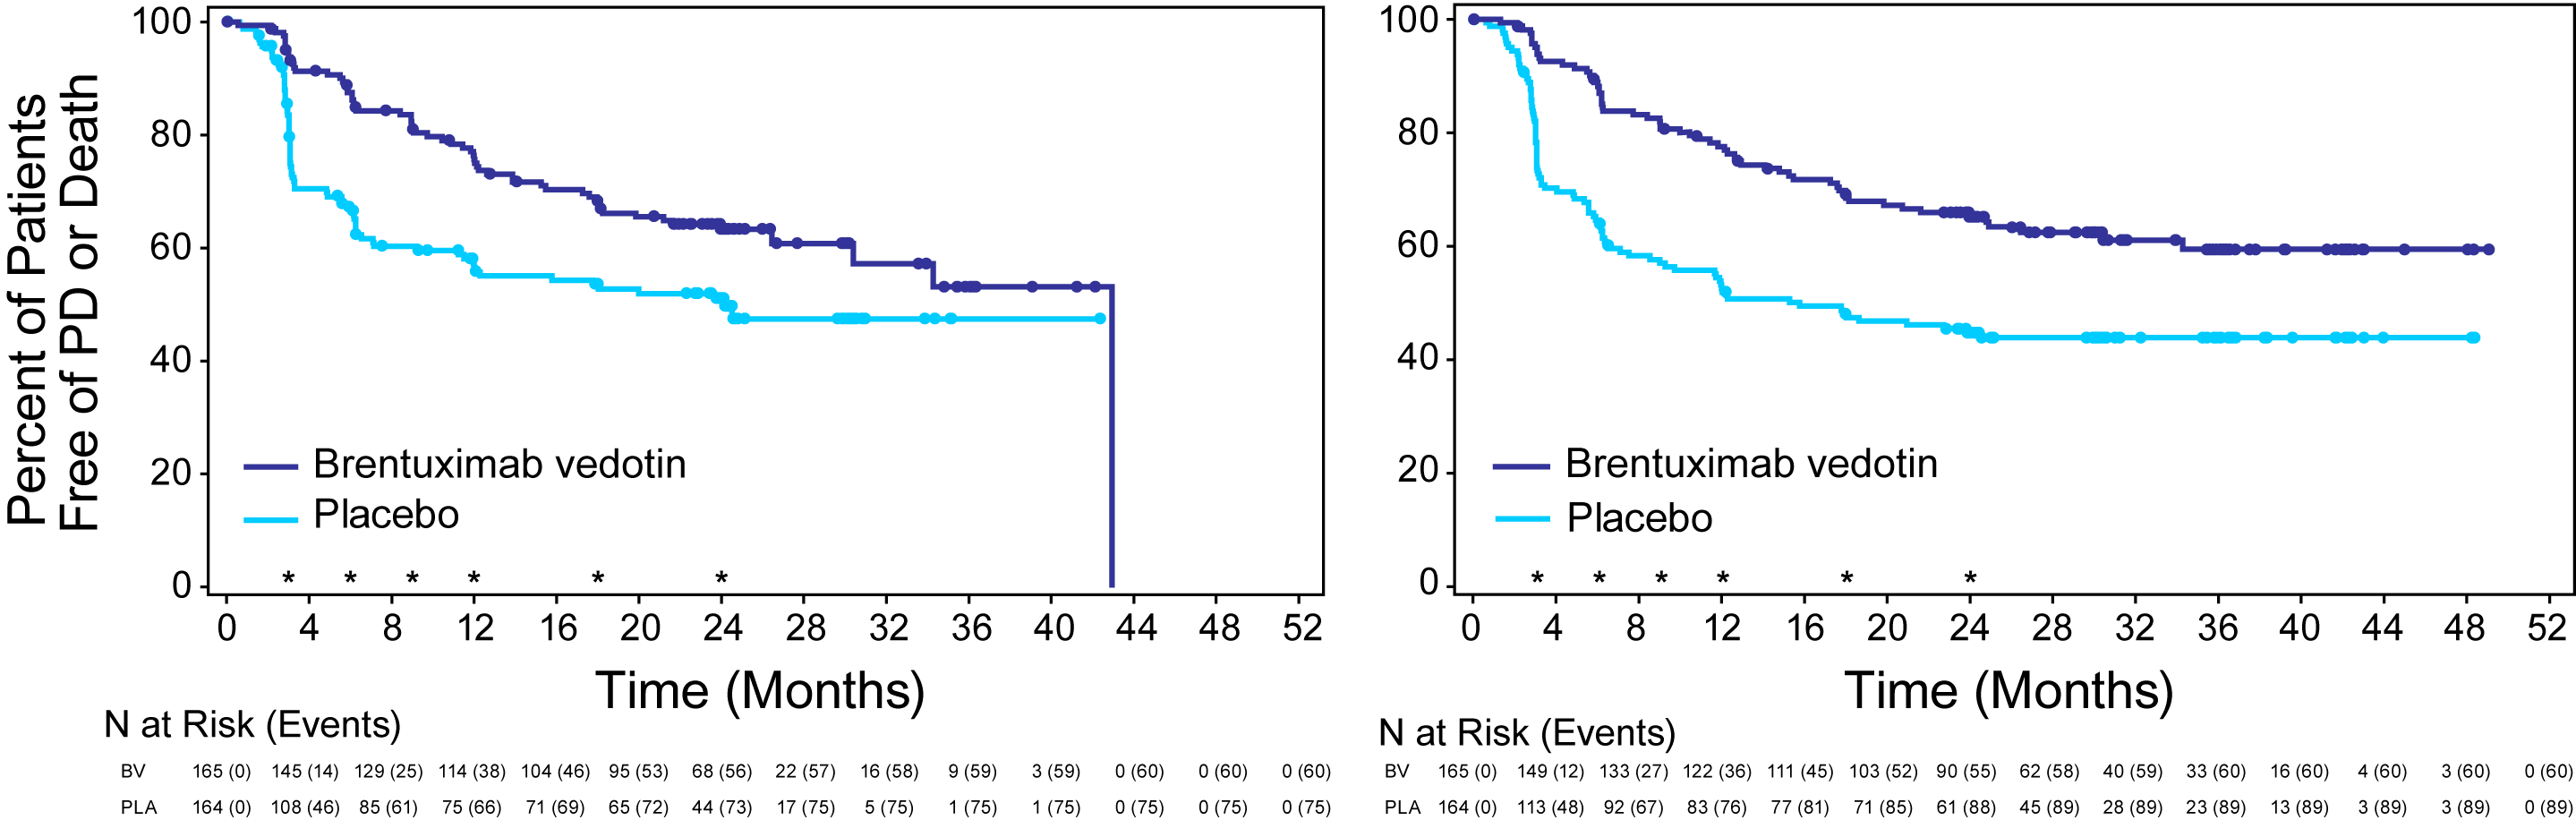 Percent of Patients
Free of PD or Death
100
80
60
40
20
0
Brentuximab vedotin
Placebo
* * * * * *
0 4 8 12 16 20 24 28 32 36 40 44 48 52
Time (Months)
N at Risk (Events)
BV 165 (0) 145 (14) 129 (25) 114 (38) 104 (46) 95 (53) 68 (56) 22 (57) 16 (58) 9 (59) 3 (59) 0 (60) 0 (60) 0 (60)
PLA 164 (0) 108 (46) 85 (61) 75 (66) 71 (69) 65 (72) 44 (73) 17 (75) 5 (75) 1 (75) 1 (75) 0 (75) 0 (75) 0 (75)
100
80
60
40
20
0
Brentuximab vedotin
Placebo
* * * * * *
0 4 8 12 16 20 24 28 32 36 40 44 48 52
Time (Months)
N at Risk (Events)
BV 165 (0) 149 (12) 133 (27) 122 (36) 111 (45) 103 (52) 90 (55) 62 (58) 40 (59) 33 (60) 16 (60) 4 (60) 3 (60) 0 (60)
PLA 164 (0) 113 (48) 92 (67) 83 (76) 77 (81) 71 (85) 61 (88) 45 (89) 28 (89) 23 (89) 13 (89) 3 (89) 3 (89) 0 (89)